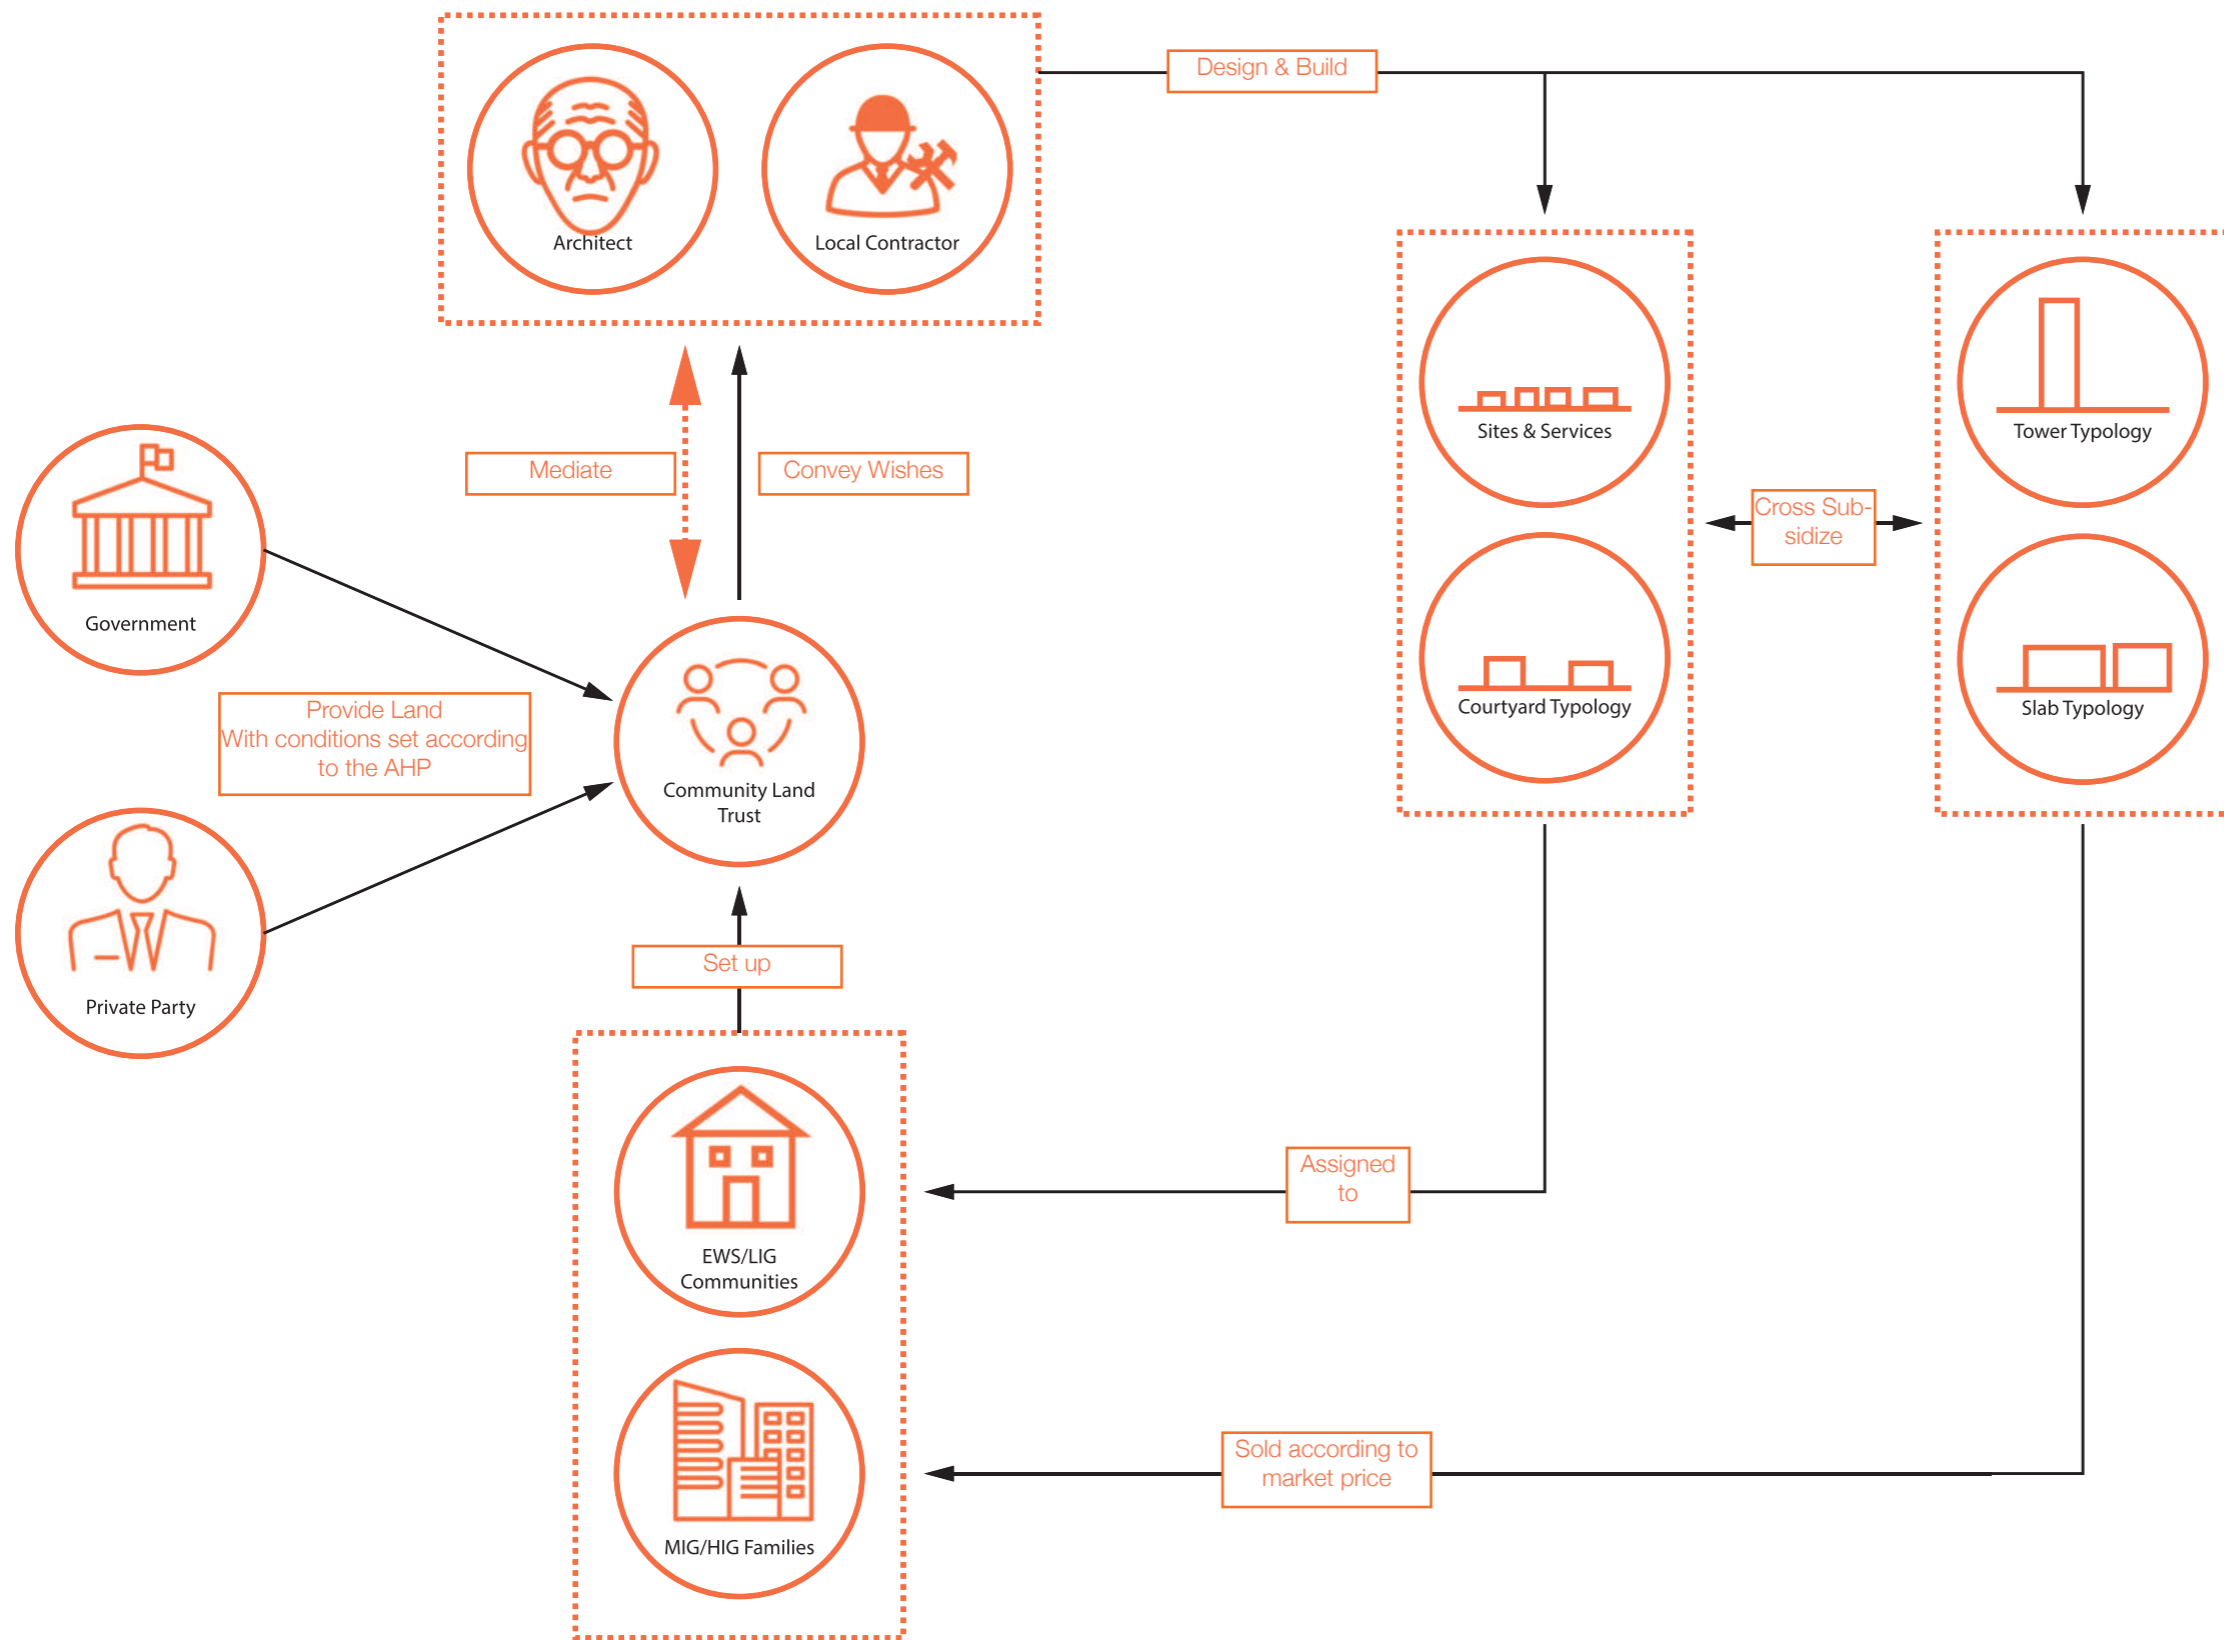 Design & Build
Architect
Local Contractor
Sites & Services
Tower Typology
Mediate
Convey Wishes
Cross Sub-
sidize
Government
Provide Land
With conditions set according
to the AHP
Community Land
Trust
Courtyard Typology
Slab Typology
Private Party
Set up
Assigned
to
EWS/LIG
Communities
Sold according to
market price
MIG/HIG Families